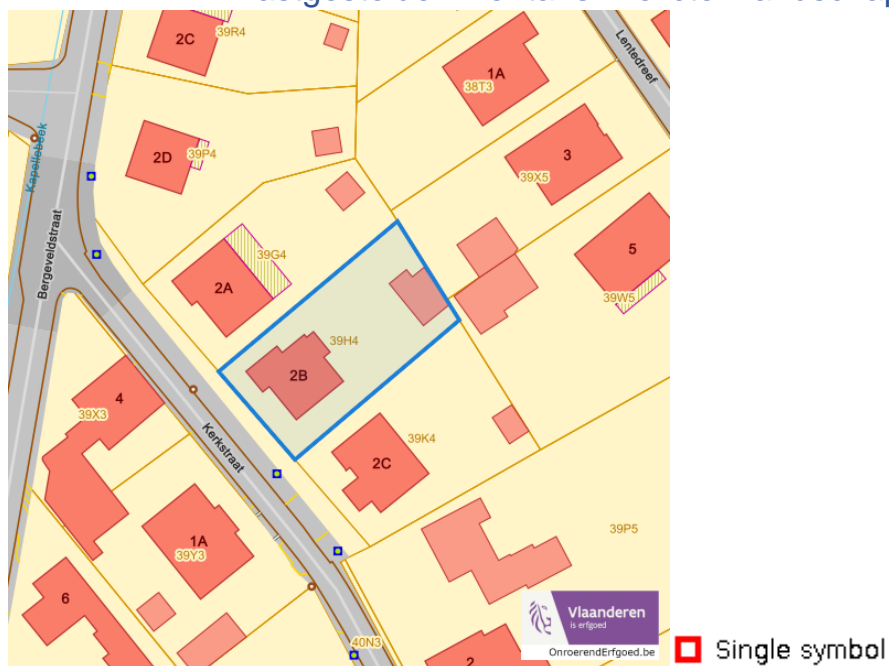 2C
39R4
Lentedreef
1A
38T3
Kapellebeek
2D
39P4
3
39X5
Bergeveldstraat
39G4
2A
5
39W5
39H4
2B
4
39X3
Kerkstraat
39K4
2C
1A
39Y3
39P5
6
Vlaanderen
is erfgoed
OnroerendErfgoed.be
40N3
2
Single symbol